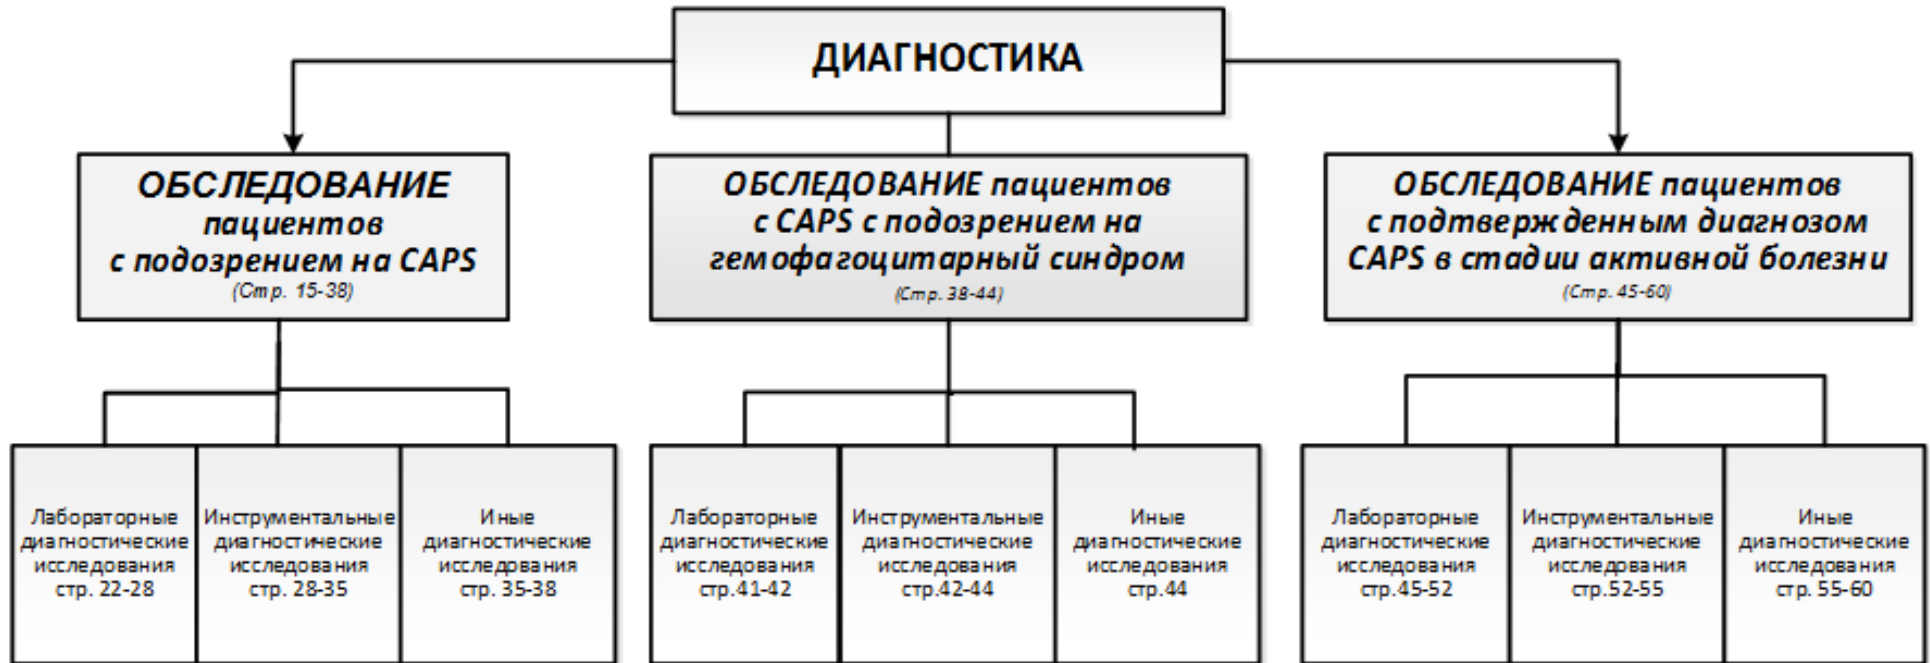 ДИАГНОСТИКА
ОБСЛЕДОВАНИЕ
пациентов
с подозрением на CAPS
(Стр. 15-38)
ОБСЛЕДОВАНИЕ пациентов
с CAPS с подозрением на
гемофагоцитарный синдром
(Стр. 38-44)
ОБСЛЕДОВАНИЕ пациентов
с подтвержденным диагнозом
CAPS в стадии активной болезни
(Стр. 45-60)
Лабораторные
диагностические
исследования
стр. 22-28
Инструментальные
диагностические
исследования
стр. 28-35
Иные
диагностические
исследования
стр. 35-38
Лабораторные
диагностические
исследования
стр.41-42
Инструментальные
диагностические
исследования
стр.42-44
Иные
диагностические
исследования
стр.44
Лабораторные
диагностические
исследования
стр.45-52
Инструментальные
диагностические
исследования
стр.52-55
Иные
диагностические
исследования
стр. 55-60